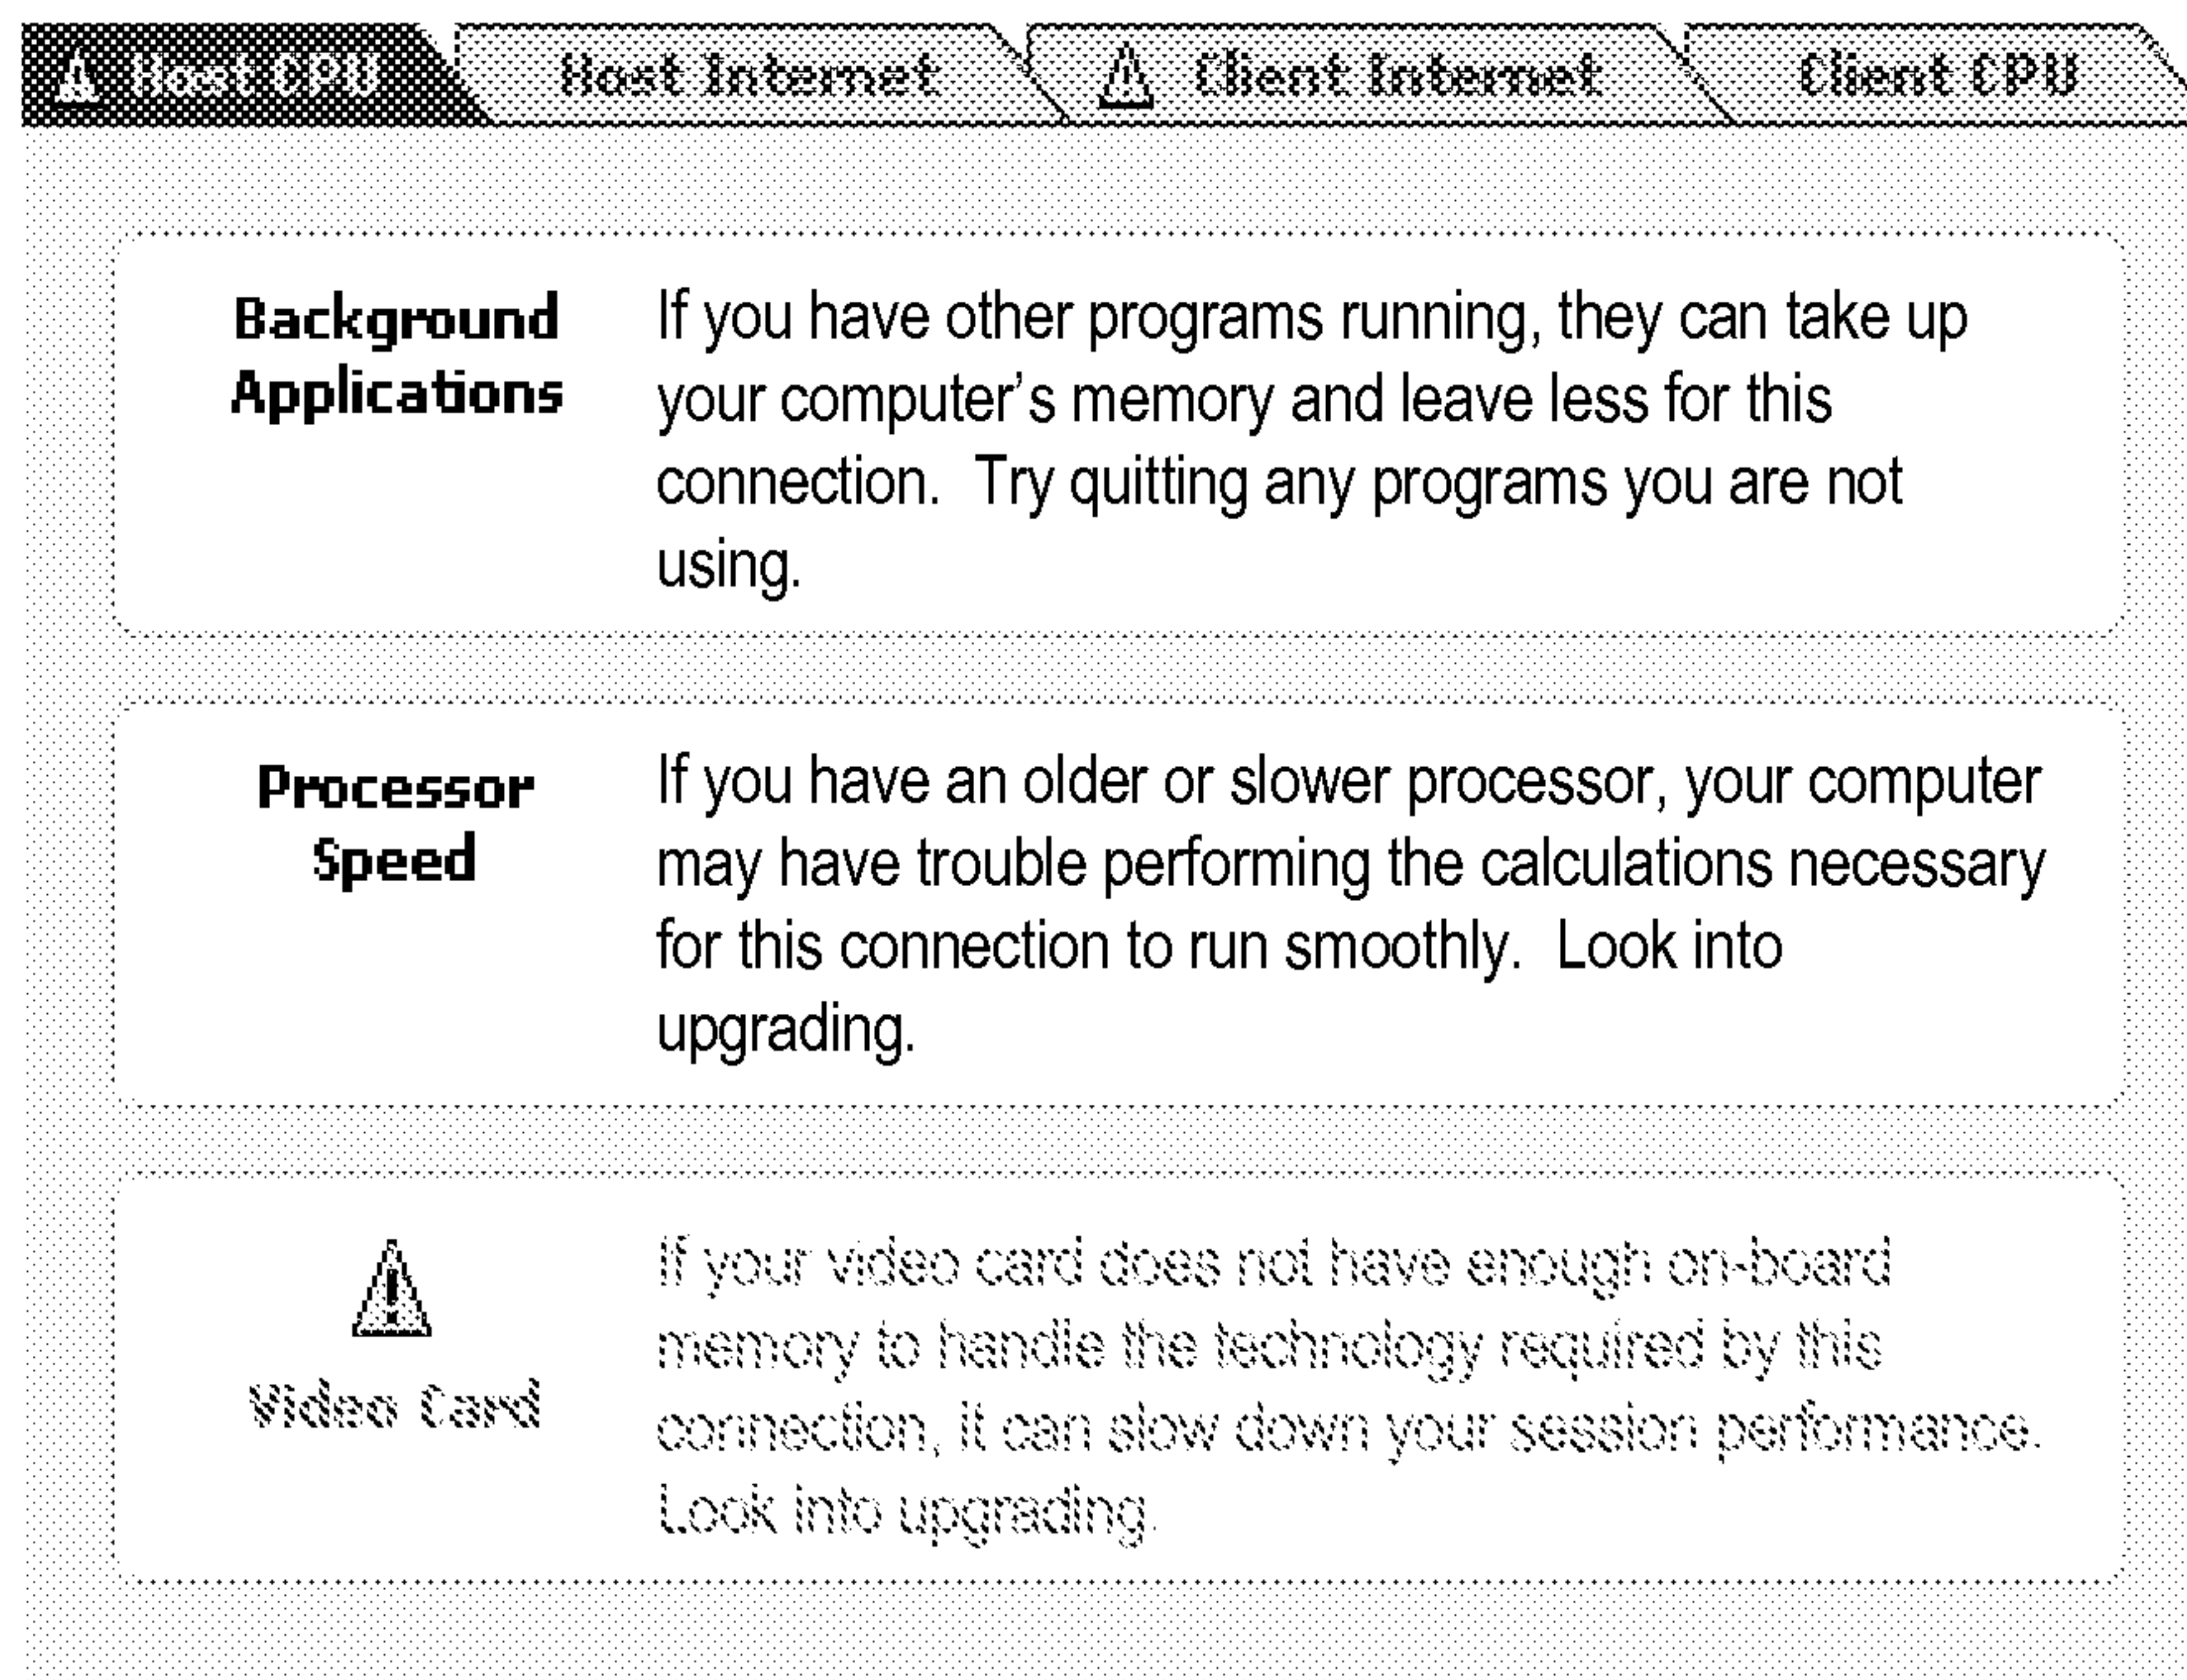 Host CPU Host Internet Client Internet Client CPU
Background
Applications
If you have other programs running, they can take up
your computer's memory and leave less for this
connection.  Try quitting any programs you are not
using.
Processor
Speed
If you have an older or slower processor, your computer
may have trouble performing the calculations necessary
for this connection to run smoothly.  Look into
upgrading.
Video Card
If your video card does not have enough on-board
memory to handle the technology required by this
connection, it can slow down your session performance.
Look into upgrading.